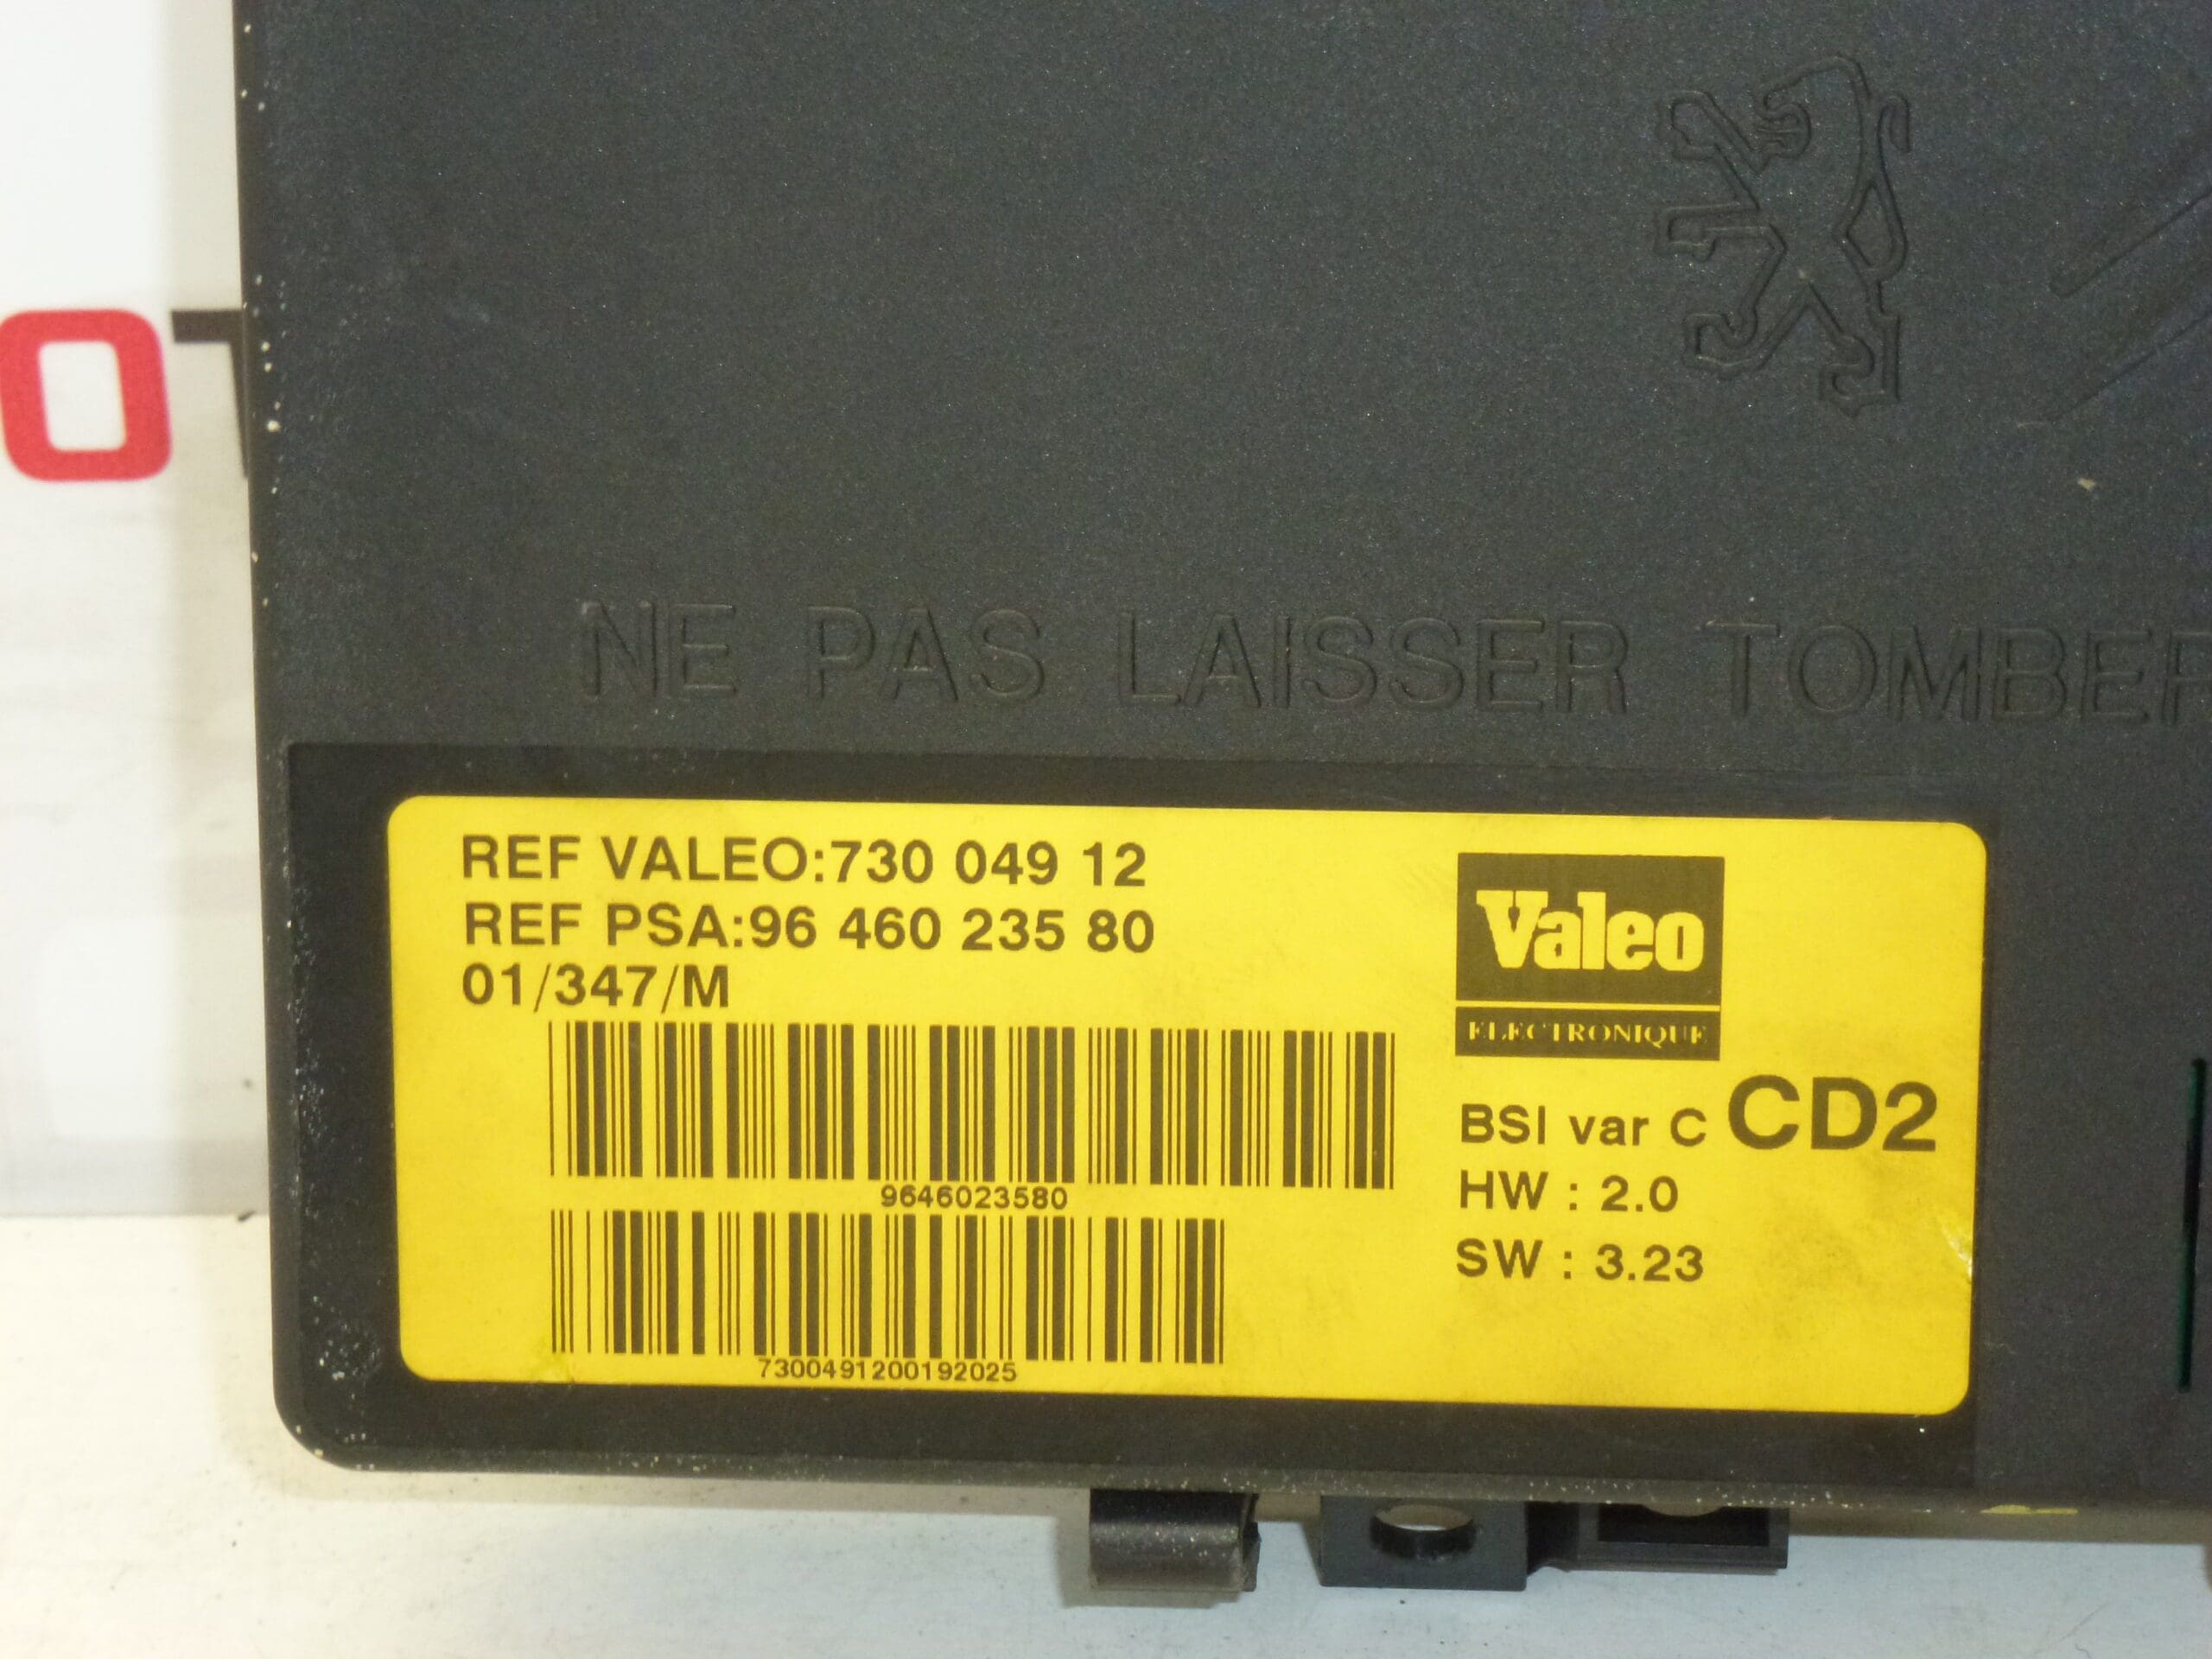 OT
NE PAS LAISSER TOMBER
REF VALEO:730 049 12
REF PSA:96 460 235 80
01/347/M
9646023580
7300491200192025
Valeo
ELECTRONIQUE
BSI var C CD2
HW : 2.0
SW : 3.23